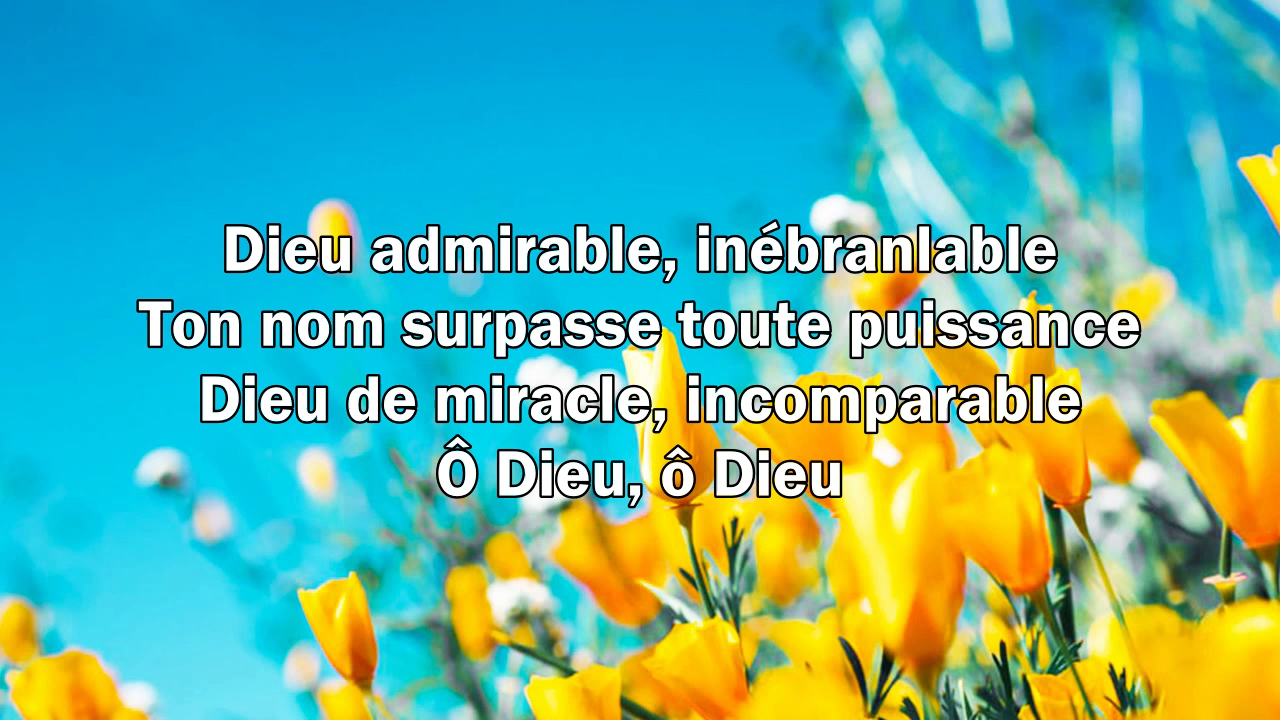 Dieu admirable, inébranlable
Ton nom surpasse toute puissance
Dieu de miracle, incomparable
Ô Dieu, ô Dieu